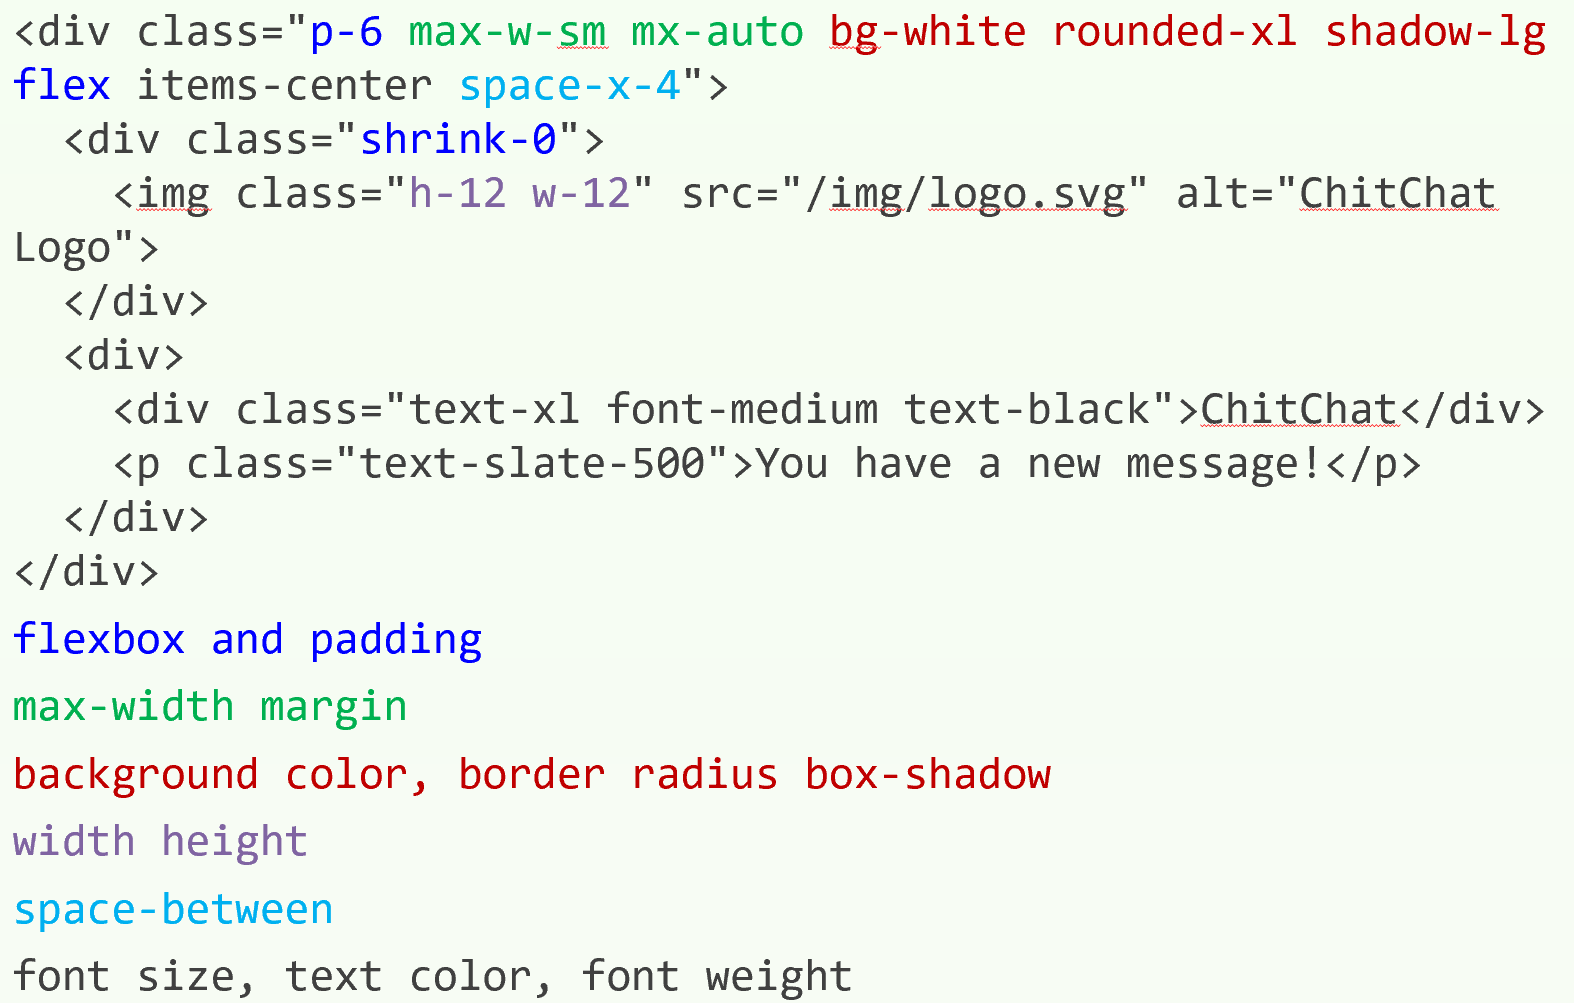 <div class="p-6 max-w-sm mx-auto bg-white rounded-xl shadow-lg
flex items-center space-x-4">
  <div class="shrink-0">
    <img class="h-12 w-12" src="/img/logo.svg" alt="ChitChat
Logo">
  </div>
  <div>
    <div class="text-xl font-medium text-black">ChitChat</div>
    <p class="text-slate-500">You have a new message!</p>
  </div>
</div>
flexbox and padding
max-width margin
background color, border radius box-shadow
width height
space-between
font size, text color, font weight